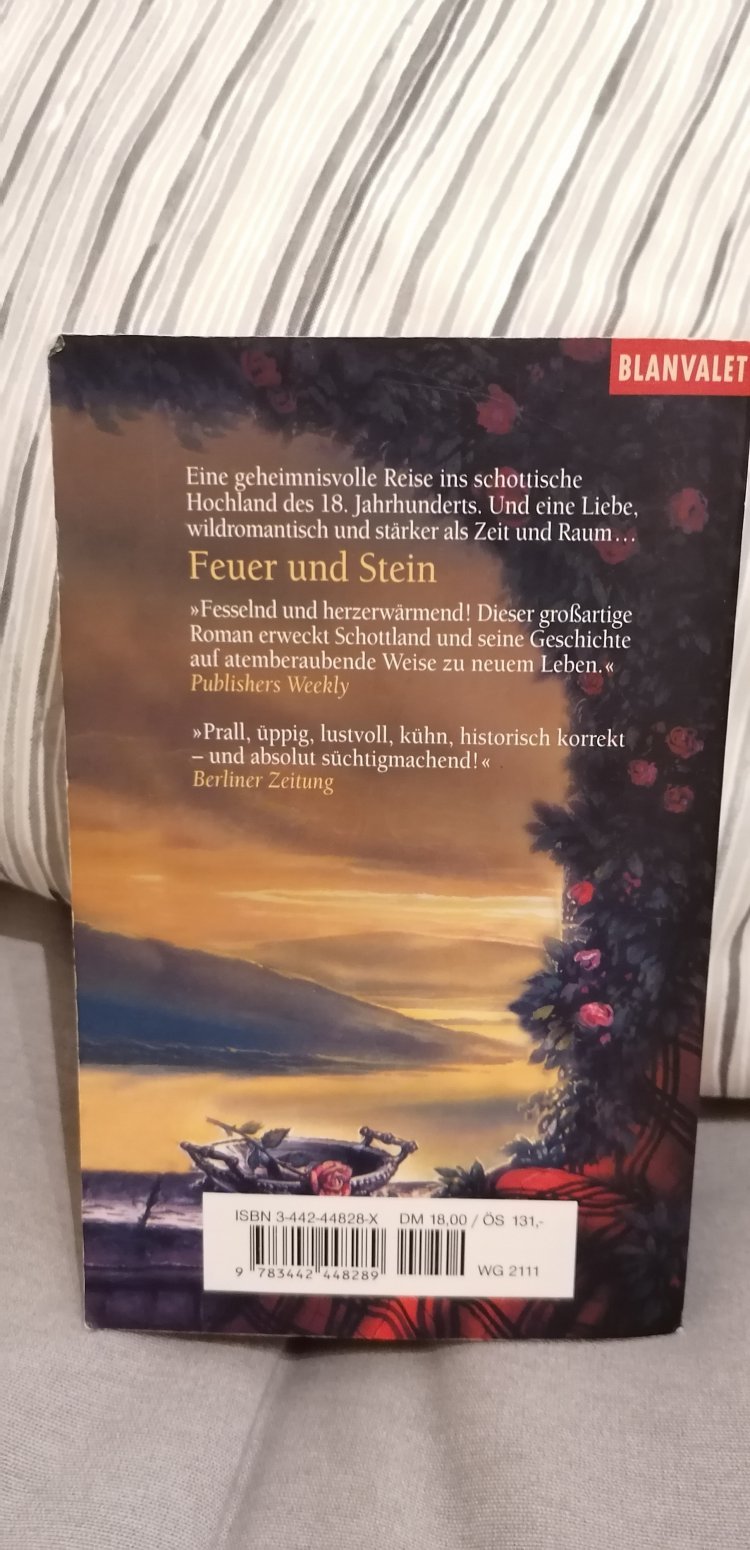 BLANVALET
Eine geheimnisvolle Reise ins schottische
Hochland des 18. Jahrhunderts. Und eine Liebe,
wildromantisch und stärker als Zeit und Raum...
Feuer und Stein
»Fesselnd und herzerwärmend! Dieser großartige
Roman erweckt Schottland und seine Geschichte
auf atemberaubende Weise zu neuem Leben.«
Publishers Weekly
»Prall, üppig, lustvoll, kühn, historisch korrekt
– und absolut süchtigmachend!«
Berliner Zeitung
ISBN 3-442-44828-X DM 18,00 / ÖS 131,-
9 783442 448289 WG 2111